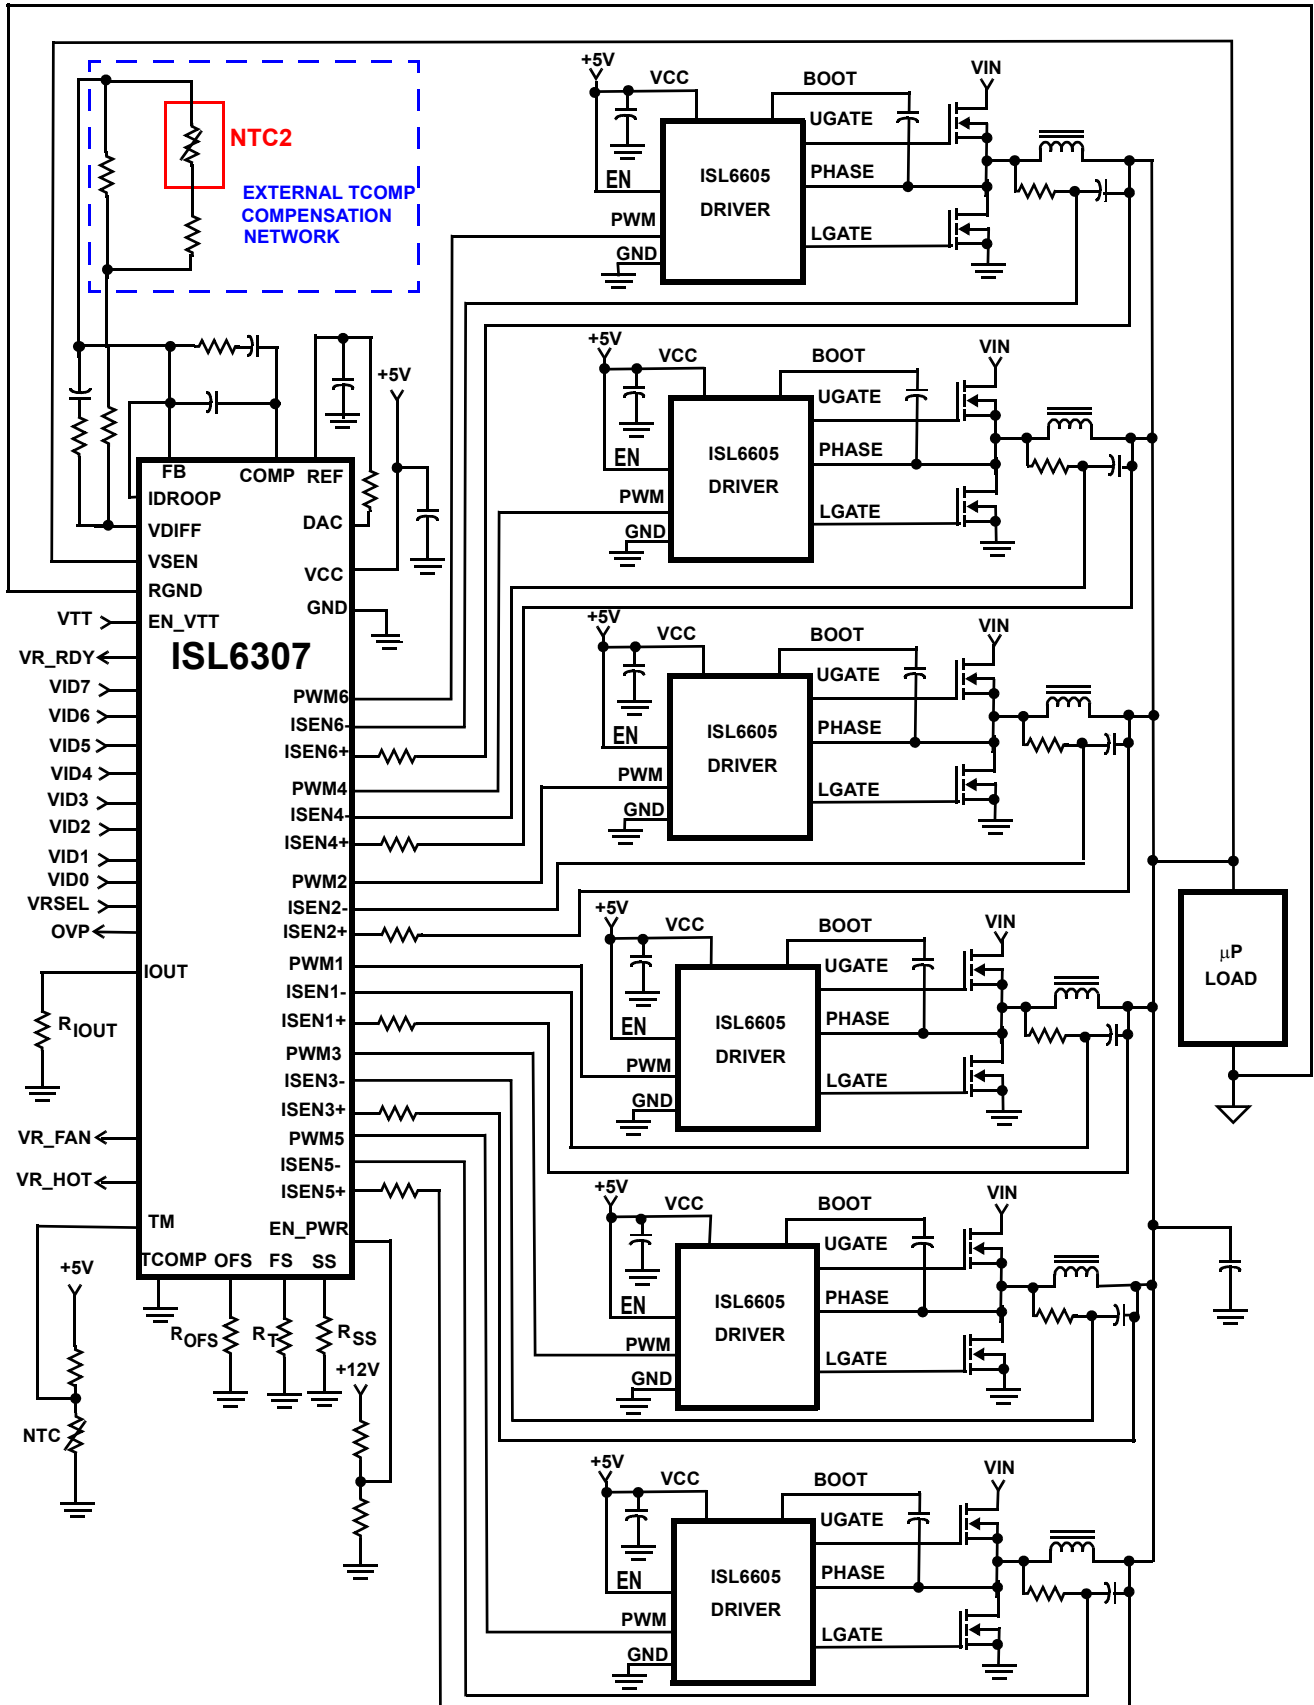 NTC2
EXTERNAL TCOMP
COMPENSATION
NETWORK
+5V
FB
COMP
REF
IDROOP
VDIFF
DAC
VSEN
VCC
RGND
GND
VTT
EN_VTT
ISL6307
VR_RDY
VID7
VID6
VID5
VID4
VID3
VID2
VID1
VID0
VRSEL
OVP
IOUT
RIOUT
VR_FAN
VR_HOT
TM
PWM6
ISEN6-
ISEN6+
PWM4
ISEN4-
ISEN4+
PWM2
ISEN2-
ISEN2+
PWM1
ISEN1-
ISEN1+
PWM3
ISEN3-
ISEN3+
PWM5
ISEN5-
ISEN5+
EN_PWR
TCOMP
OFS
FS
SS
+5V
ROFS
RT
RSS
+12V
NTC
+5V
VCC
BOOT
VIN
UGATE
ISL6605
DRIVER
EN
PHASE
PWM
LGATE
GND
+5V
VCC
BOOT
VIN
UGATE
ISL6605
DRIVER
EN
PHASE
PWM
LGATE
GND
+5V
VCC
BOOT
VIN
UGATE
ISL6605
DRIVER
EN
PHASE
PWM
LGATE
GND
+5V
VCC
BOOT
VIN
UGATE
ISL6605
DRIVER
EN
PHASE
PWM
LGATE
GND
+5V
VCC
BOOT
VIN
UGATE
ISL6605
DRIVER
EN
PHASE
PWM
LGATE
GND
+5V
VCC
BOOT
VIN
UGATE
ISL6605
DRIVER
EN
PHASE
PWM
LGATE
GND
μP
LOAD